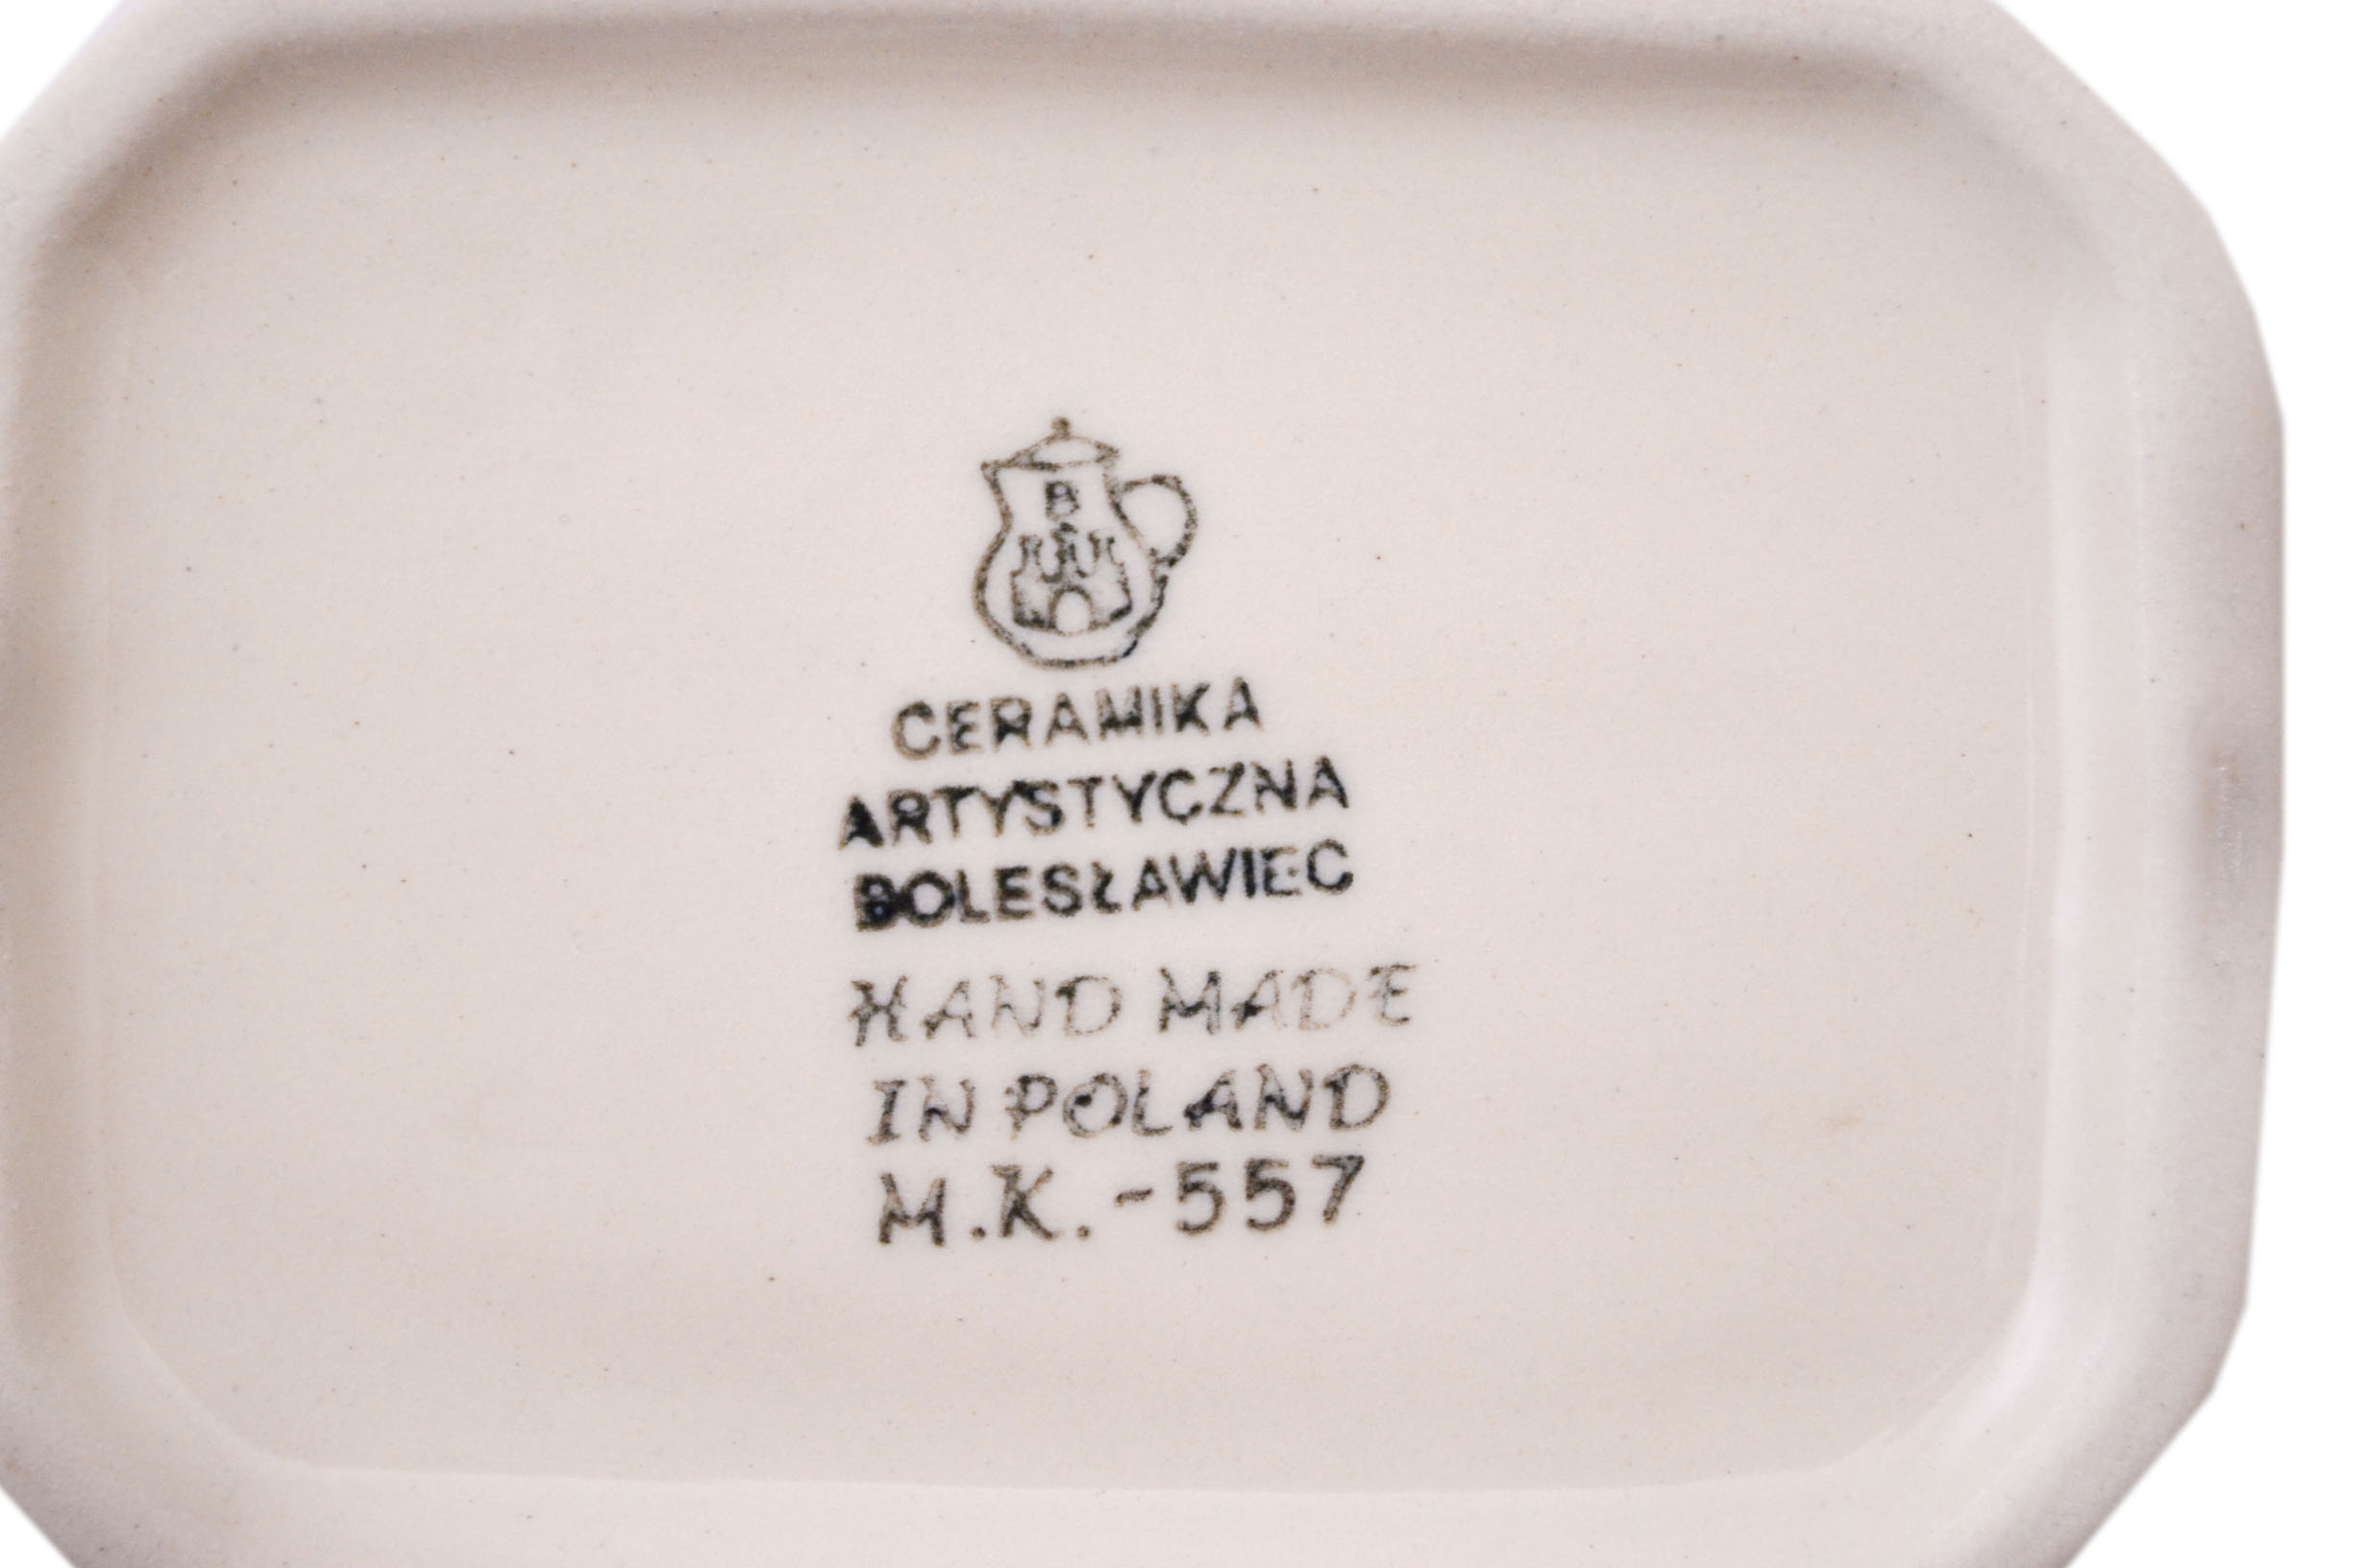 B
CERAMIKA
ARTYSTYCZNA
BOLESŁAWIEC
HAND MADE
IN POLAND
M.K.-557